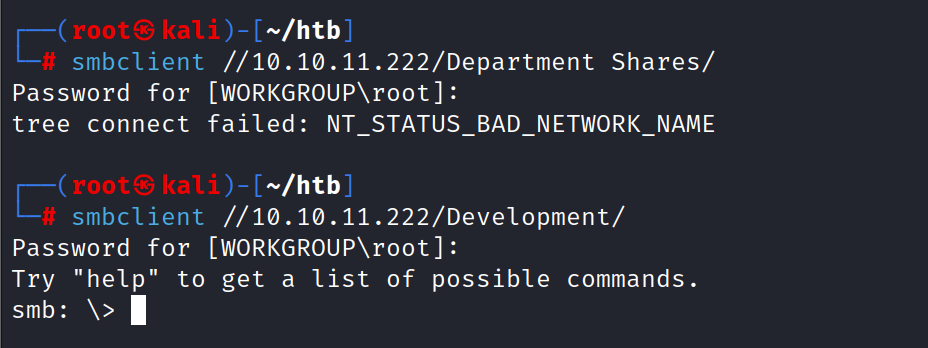 ┌──(root㉿kali)-[~/htb]
└─# smbclient //10.10.11.222/Department Shares/
Password for [WORKGROUP\root]:
tree connect failed: NT_STATUS_BAD_NETWORK_NAME
┌──(root㉿kali)-[~/htb]
└─# smbclient //10.10.11.222/Development/
Password for [WORKGROUP\root]:
Try "help" to get a list of possible commands.
smb: \>